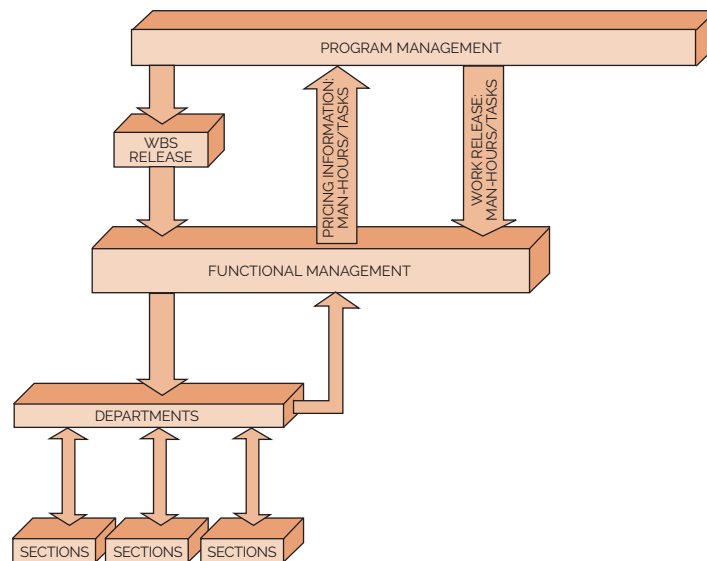 PROGRAM MANAGEMENT
WBS
RELEASE
PRICING INFORMATION:
MAN-HOURS/TASKS
WORK RELEASE:
MAN-HOURS/TASKS
FUNCTIONAL MANAGEMENT
DEPARTMENTS
SECTIONS
SECTIONS
SECTIONS